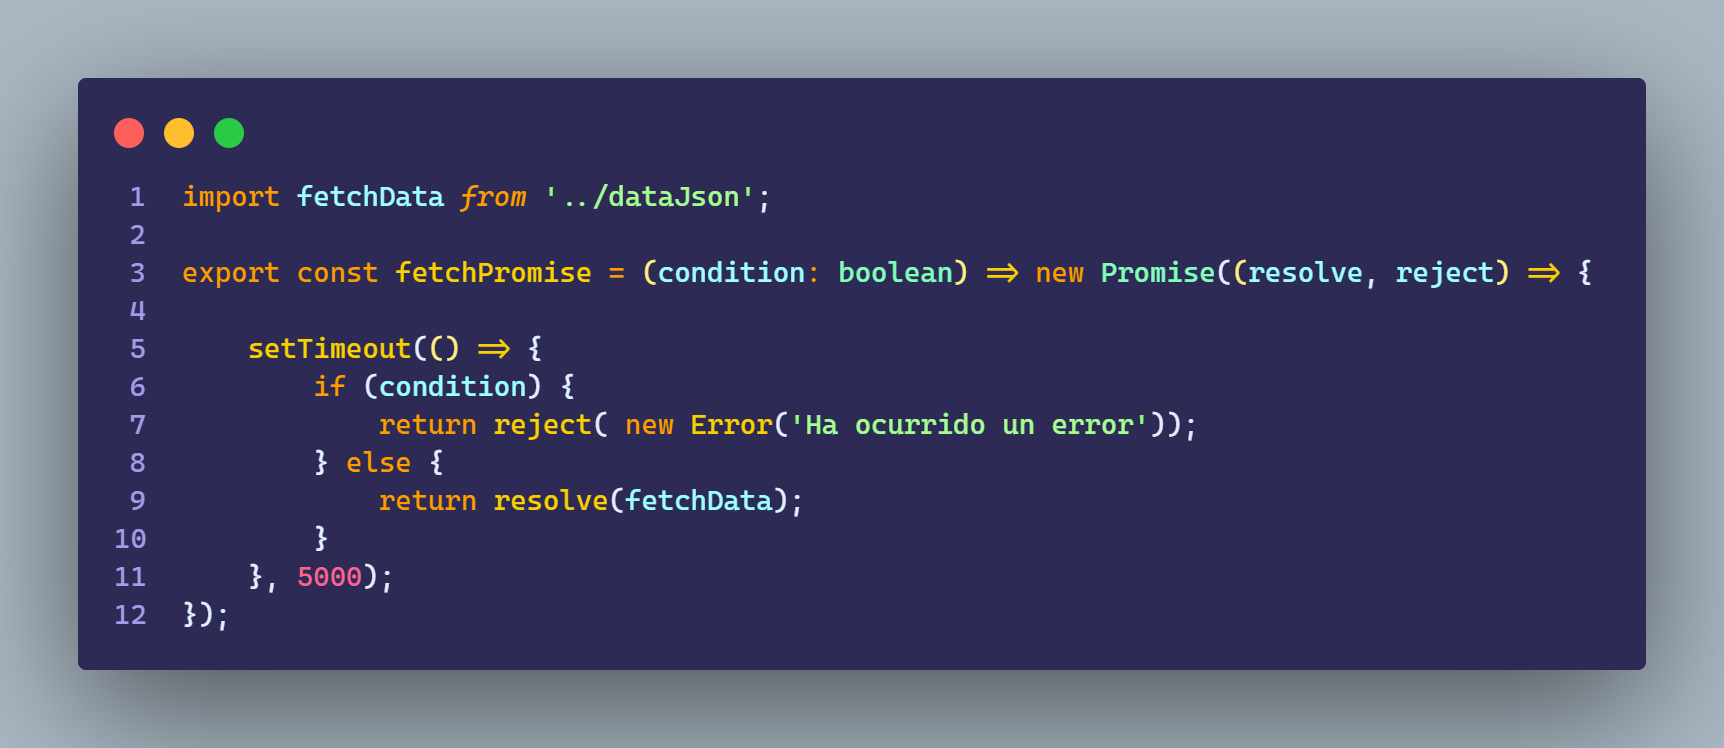 1 import fetchData from '../dataJson';
2
3 export const fetchPromise = (condition: boolean) => new Promise((resolve, reject) => {
4
5     setTimeout(() => {
6         if (condition) {
7             return reject( new Error('Ha ocurrido un error'));
8         } else {
9             return resolve(fetchData);
10         }
11     }, 5000);
12 });